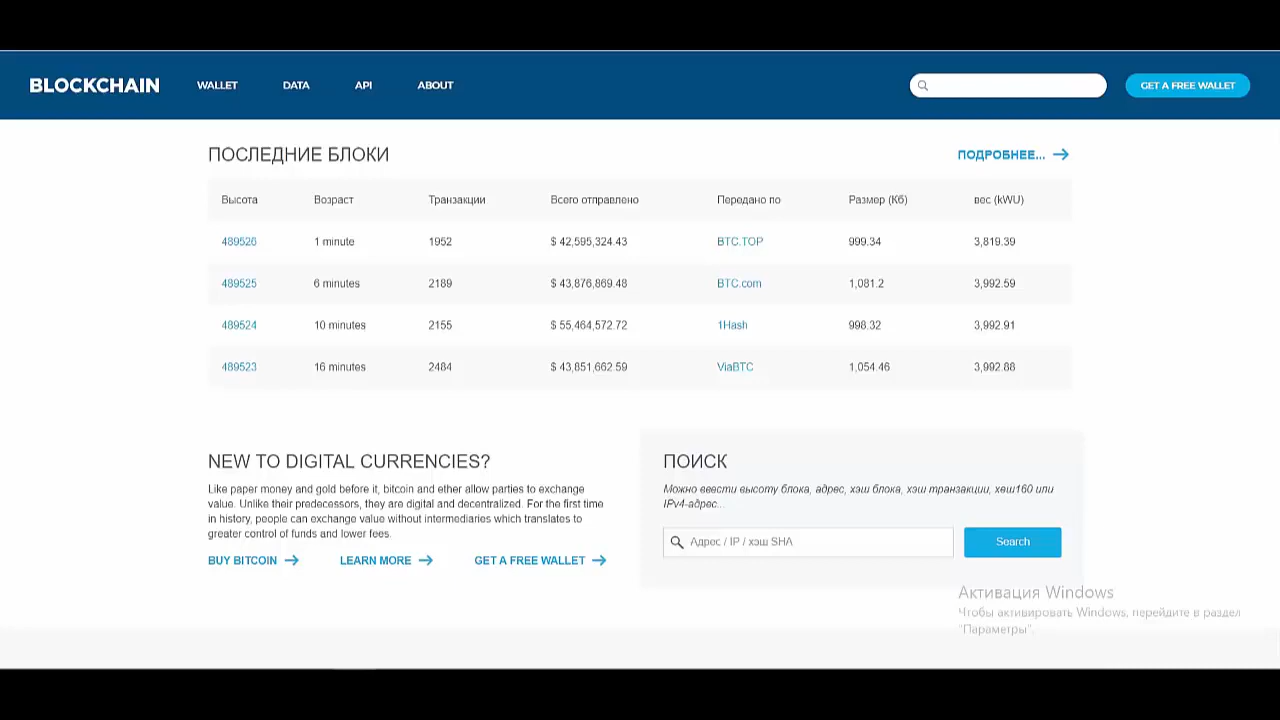 BLOCKCHAIN WALLET DATA API ABOUT GET A FREE WALLET
ПОСЛЕДНИЕ БЛОКИ ПОДРОБНЕЕ...
Высота Возраст Транзакции Всего отправлено Передано по Размер (Кб) вес (kWU)
489526 1 minute 1952 $ 42,595,324.43 BTC.TOP 999.34 3,819.39
489525 6 minutes 2189 $ 43,876,869.48 BTC.com 1,081.2 3,992.59
489524 10 minutes 2155 $ 55,464,572.72 1Hash 998.32 3,992.91
489523 16 minutes 2484 $ 43,851,662.59 ViaBTC 1,054.46 3,992.88
NEW TO DIGITAL CURRENCIES?
Like paper money and gold before it, bitcoin and ether allow parties to exchange
value. Unlike their predecessors, they are digital and decentralized. For the first time
in history, people can exchange value without intermediaries which translates to
greater control of funds and lower fees.
BUY BITCOIN LEARN MORE GET A FREE WALLET
ПОИСК
Можно ввести высоту блока, адрес, хэш блока, хэш транзакции, хеш160 или
IPv4-адрес...
Адрес / IP / хэш SHA Search
Активация Windows
Чтобы активировать Windows, перейдите в раздел
"Параметры".